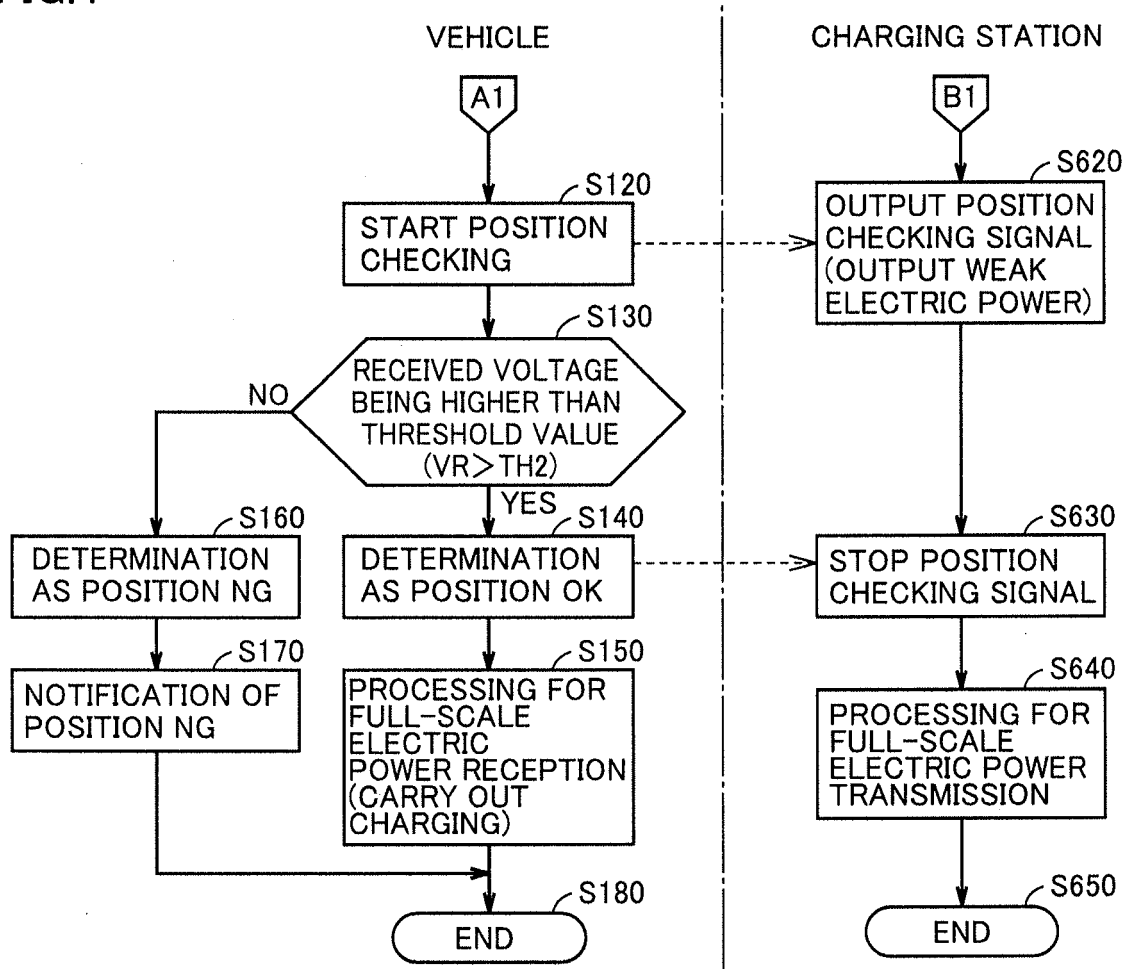 VEHICLE
CHARGING STATION
A1
B1
S120
START POSITION
CHECKING
S620
OUTPUT POSITION
CHECKING SIGNAL
(OUTPUT WEAK
ELECTRIC POWER)
S130
RECEIVED VOLTAGE
BEING HIGHER THAN
THRESHOLD VALUE
(VR>TH2)
NO
YES
S160
DETERMINATION
AS POSITION NG
S140
DETERMINATION
AS POSITION OK
S630
STOP POSITION
CHECKING SIGNAL
S170
NOTIFICATION OF
POSITION NG
S150
PROCESSING FOR
FULL-SCALE
ELECTRIC
POWER RECEPTION
(CARRY OUT
CHARGING)
S640
PROCESSING FOR
FULL-SCALE
ELECTRIC POWER
TRANSMISSION
S180
END
S650
END